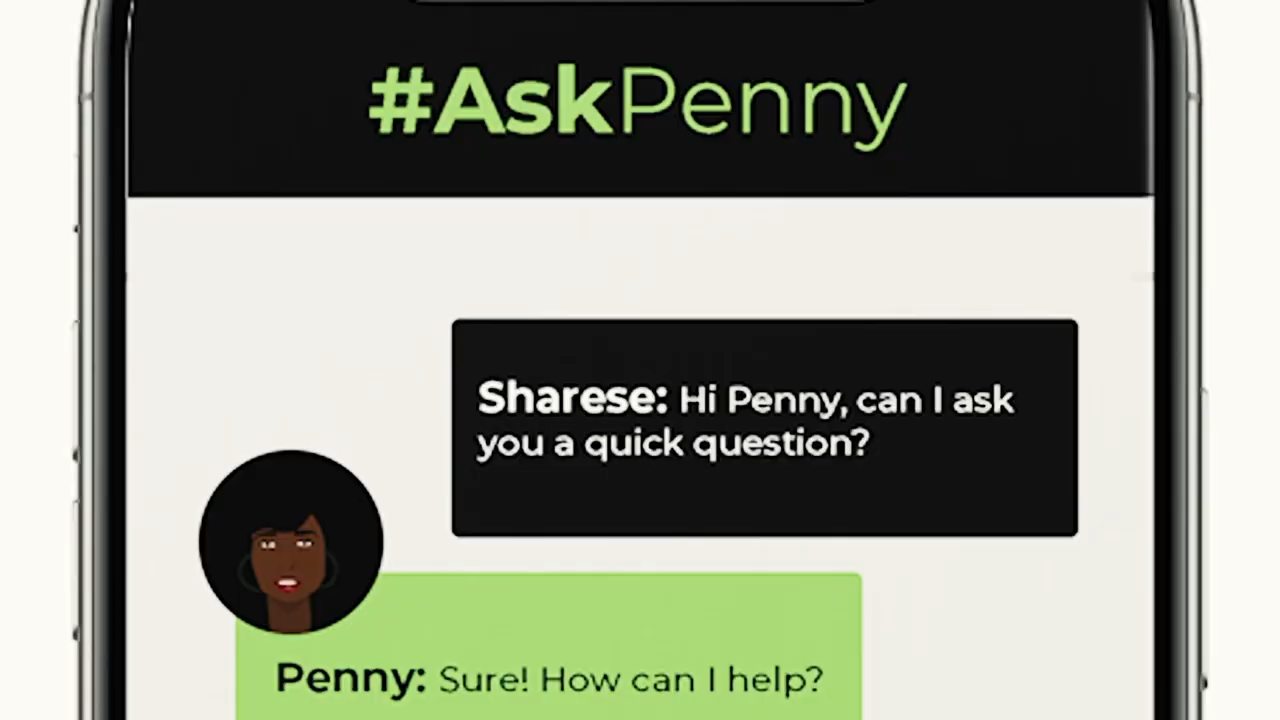 #AskPenny
Sharese: Hi Penny, can I ask
you a quick question?
Penny: Sure! How can I help?